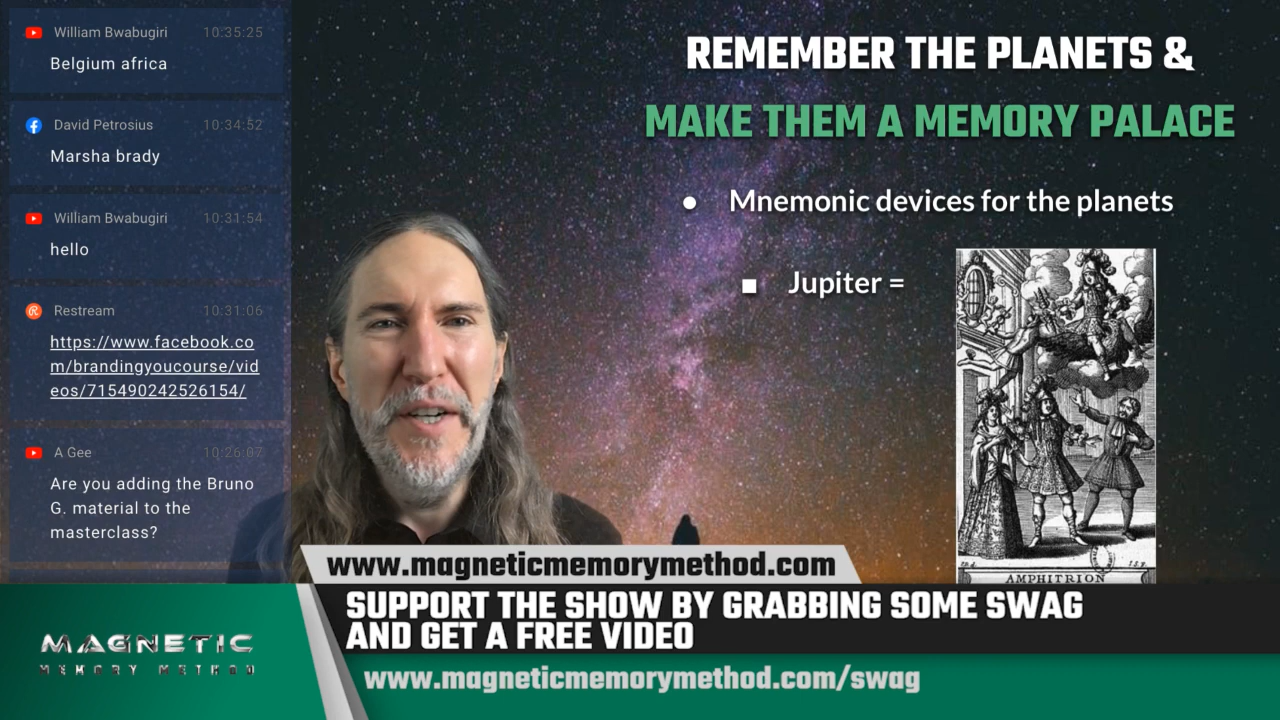 William Bwabugiri 10:35:25
Belgium africa
David Petrosius 10:34:52
Marsha brady
William Bwabugiri 10:31:54
hello
Restream 10:31:06
https://www.facebook.co
m/brandingyoucourse/vid
eos/715490242526154/
A Gee 10:26:07
Are you adding the Bruno
G. material to the
masterclass?
REMEMBER THE PLANETS &
MAKE THEM A MEMORY PALACE
• Mnemonic devices for the planets
▪ Jupiter =
AMPHITRION
www.magneticmemorymethod.com
SUPPORT THE SHOW BY GRABBING SOME SWAG
AND GET A FREE VIDEO
www.magneticmemorymethod.com/swag
MAGNETIC
MEMORY METHOD